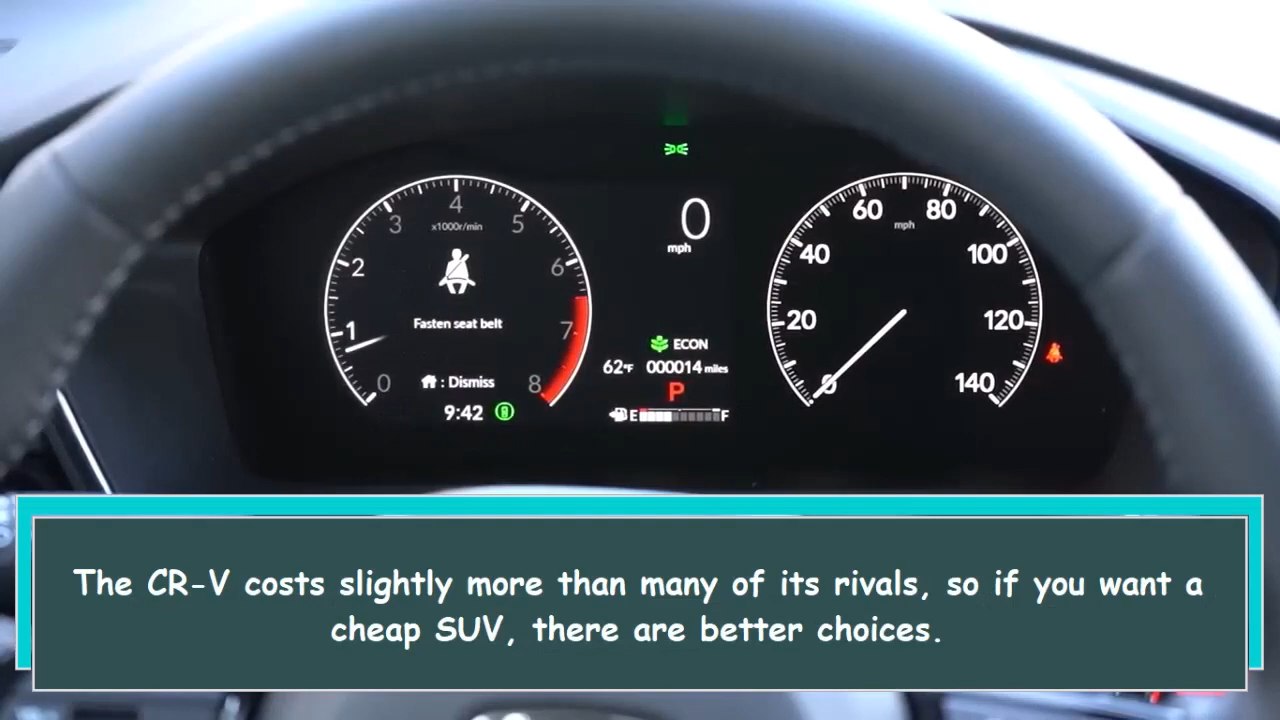 4
3
5
x1000r/min
2
6
1
7
Fasten seat belt
0
: Dismiss
8
9:42
0
mph
ECON
62°F 000014 miles
P
E F
60 80
mph
40 100
20 120
0 140
The CR-V costs slightly more than many of its rivals, so if you want a
cheap SUV, there are better choices.